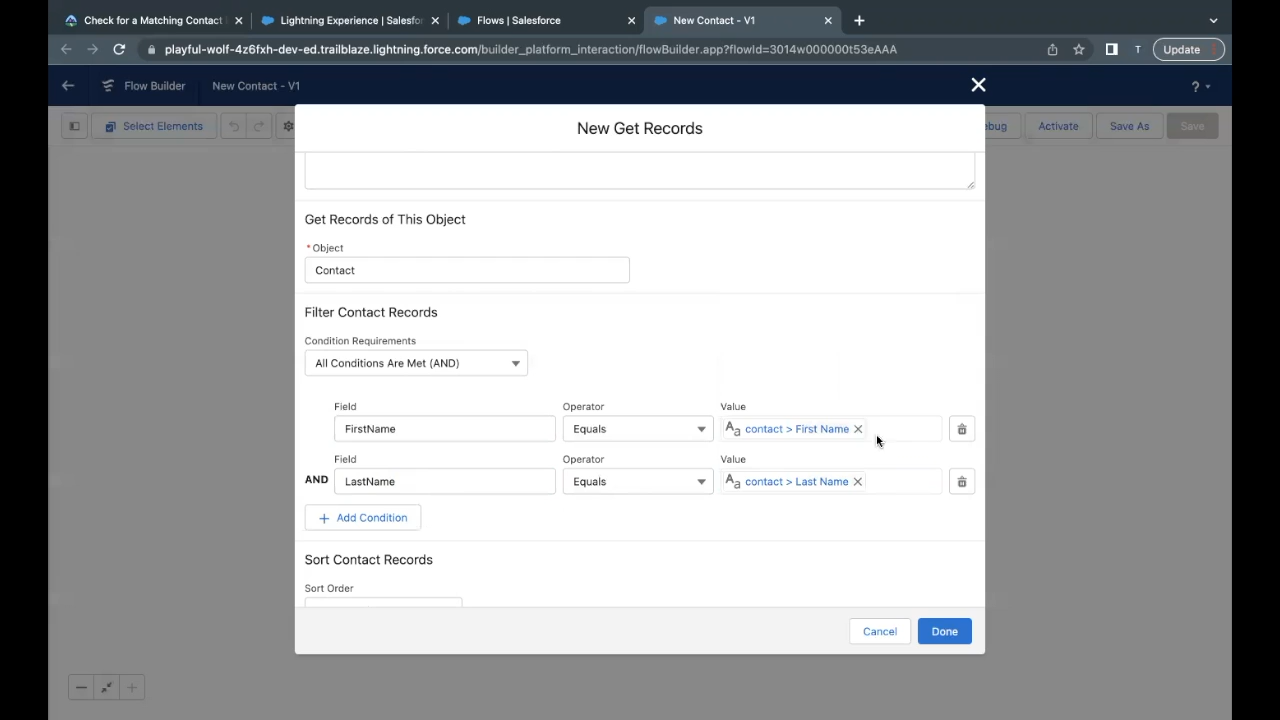 Check for a Matching Contact
Lightning Experience | Salesfor
Flows | Salesforce
New Contact - V1
playful-wolf-4z6fxh-dev-ed.trailblaze.lightning.force.com/builder_platform_interaction/flowBuilder.app?flowId=3014w000000t53eAAA
T
Update
Flow Builder
New Contact - V1
?
Select Elements
ebug
Activate
Save As
Save
New Get Records
Get Records of This Object
* Object
Contact
Filter Contact Records
Condition Requirements
All Conditions Are Met (AND)
Field Operator Value
FirstName Equals Aa contact > First Name
Field Operator Value
AND LastName Equals Aa contact > Last Name
+ Add Condition
Sort Contact Records
Sort Order
Cancel Done